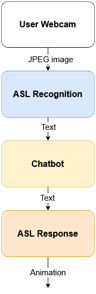 User Webcam
JPEG image
ASL Recognition
Text
Chatbot
Text
ASL Response
Animation